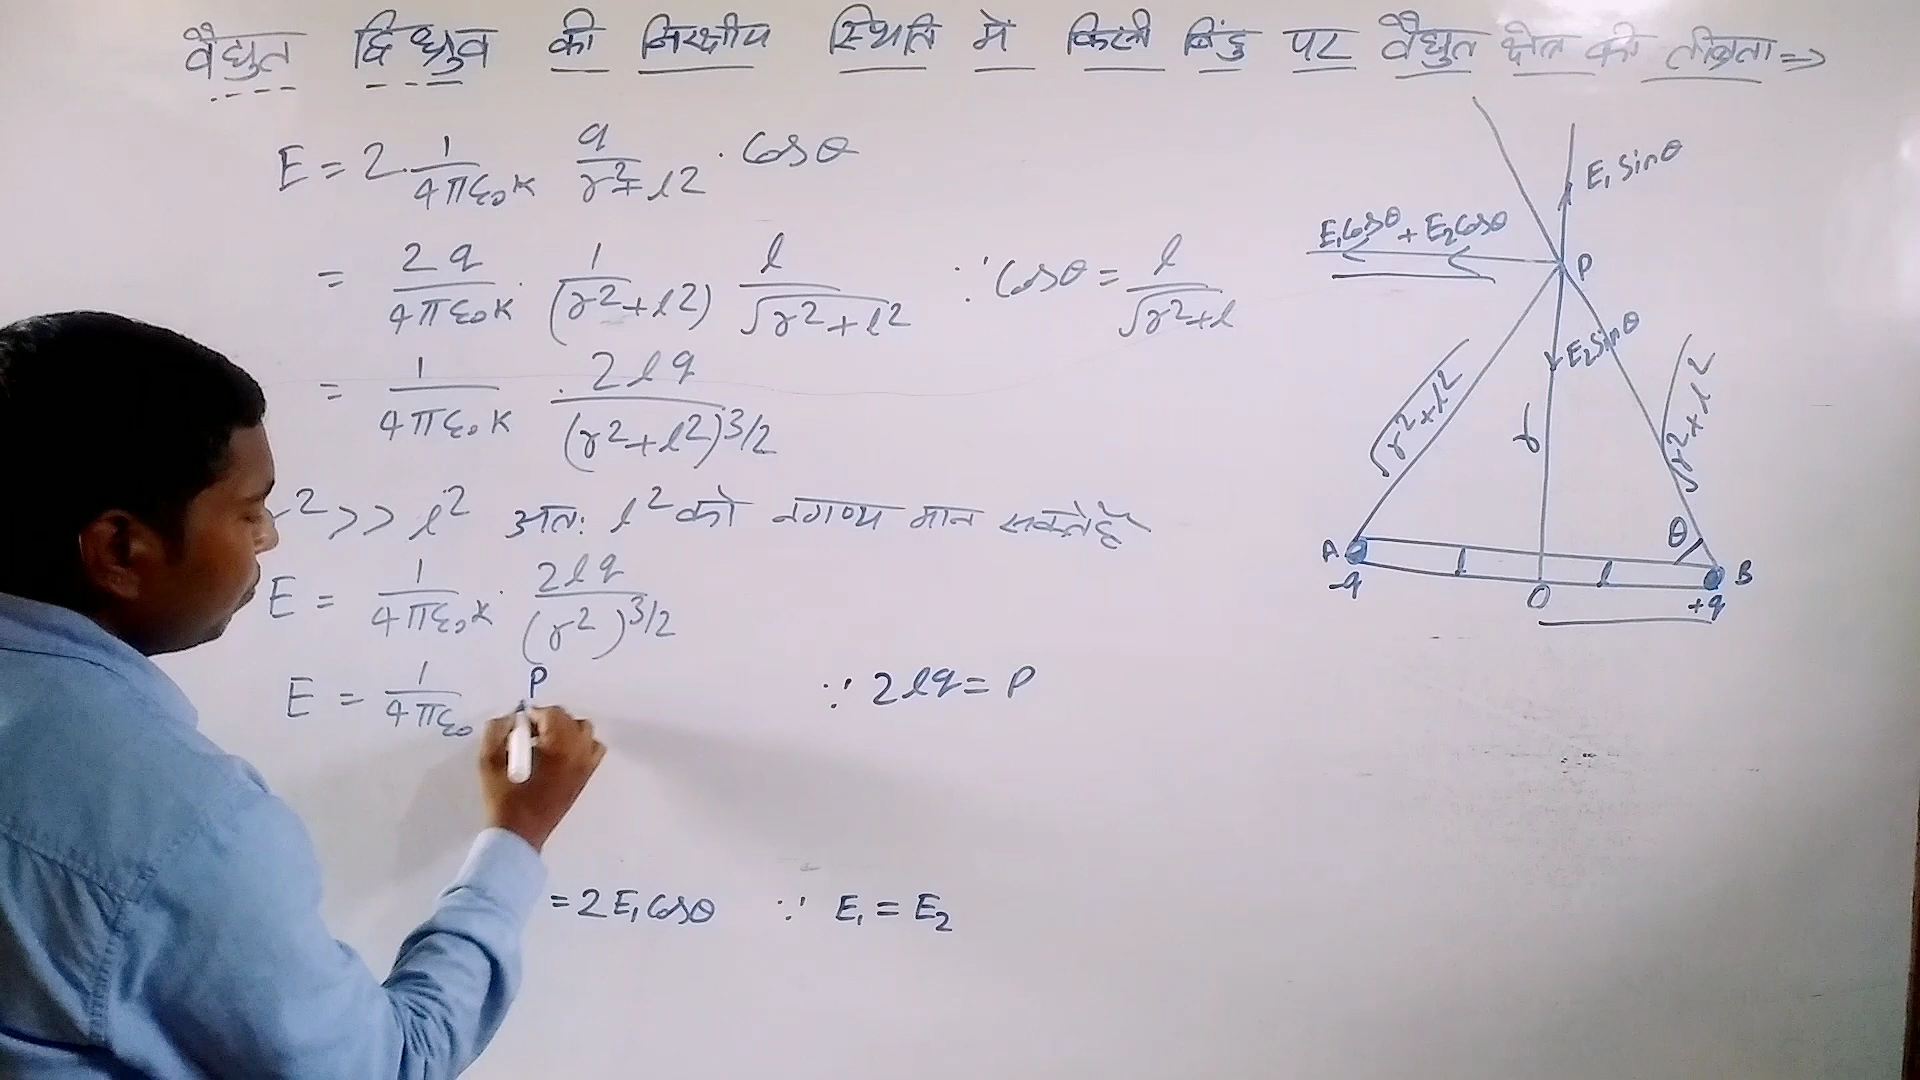 वैद्युत द्विध्रुव की निरक्षीय स्थिति में किसी बिंदु पर वैद्युत क्षेत्र की तीव्रता ⇒
E = 2 · 1/4πε₀K q/r²+l² · Cosθ
= 2q/4πε₀K · 1/(r²+l²) l/√r²+l² ∵ Cosθ = l/√r²+l
= 1/4πε₀K · 2lq/(r²+l²)^3/2
r² >> l² अतः l² को नगण्य मान सकते हैं
E = 1/4πε₀K · 2lq/(r²)^3/2
E = 1/4πε₀ P ∵ 2lq = P
= 2E₁Cosθ ∵ E₁ = E₂
E₁ Sinθ
E₁Cosθ + E₂Cosθ
P
E₂Sinθ
√r²+l²
r
√r²+l²
θ
A
l
l
B
-q
O
+q